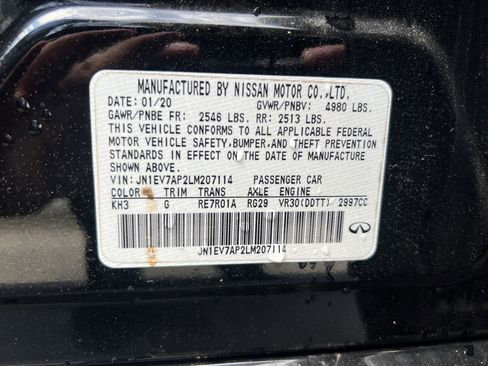 MANUFACTURED BY NISSAN MOTOR CO.,LTD.
DATE: 01/20 GVWR/PNBV: 4980 LBS.
GAWR/PNBE FR: 2546 LBS. RR: 2513 LBS.
THIS VEHICLE CONFORMS TO ALL APPLICABLE FEDERAL
MOTOR VEHICLE SAFETY,BUMPER,AND THEFT PREVENTION
STANDARDS IN EFFECT ON THE DATE OF MANUFACTURE
SHOWN ABOVE.
VIN: JN1EV7AP2LM207114 PASSENGER CAR
COLOR TRIM TRANS AXLE ENGINE
KH3 G RE7R01A RG29 VR30(DDTT) 2997CC
JN1EV7AP2LM207114